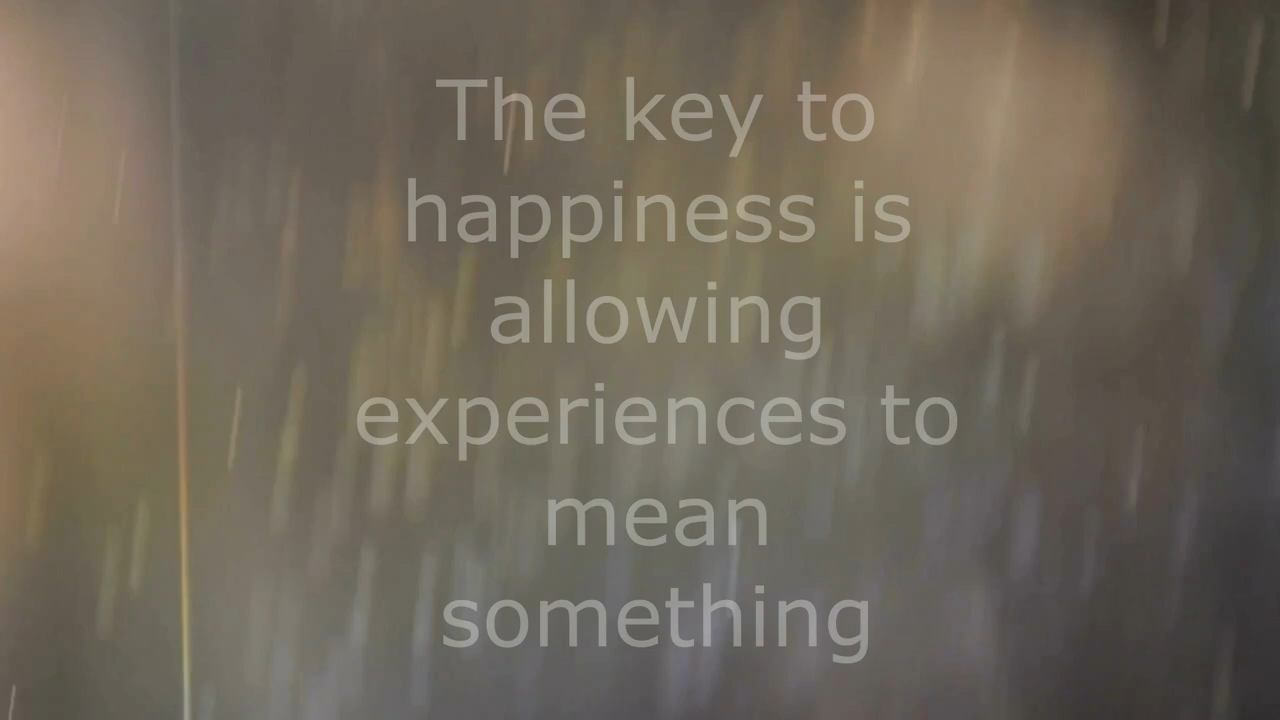 The key to
happiness is
allowing
experiences to
mean
something